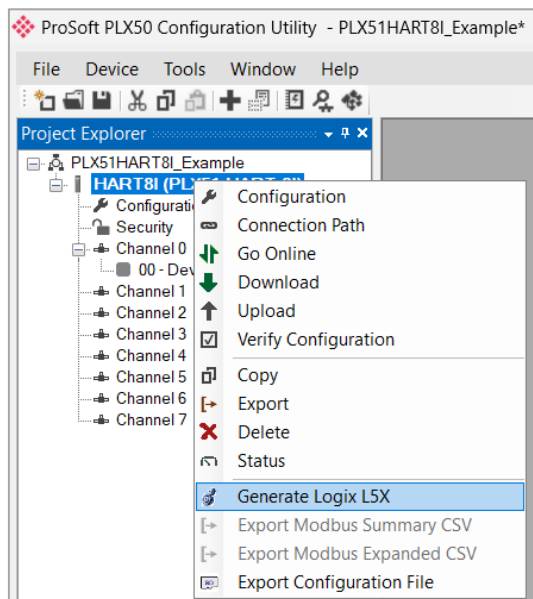 ProSoft PLX50 Configuration Utility - PLX51HART8I_Example*
File Device Tools Window Help
Project Explorer
PLX51HART8I_Example
HART8I (PLX51-HART-8I)
Configurati
Security
Channel 0
00 - Dev
Channel 1
Channel 2
Channel 3
Channel 4
Channel 5
Channel 6
Channel 7
Configuration
Connection Path
Go Online
Download
Upload
Verify Configuration
Copy
Export
Delete
Status
Generate Logix L5X
Export Modbus Summary CSV
Export Modbus Expanded CSV
Export Configuration File